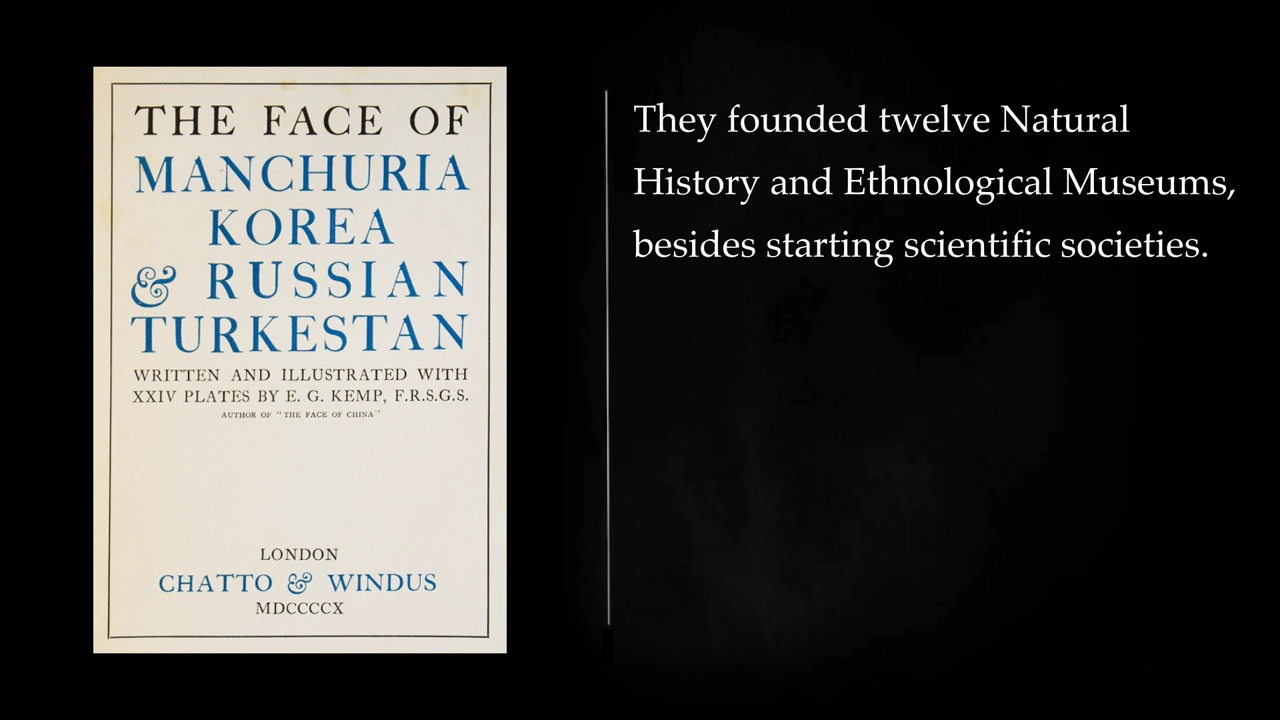 THE FACE OF
MANCHURIA
KOREA
& RUSSIAN
TURKESTAN
WRITTEN AND ILLUSTRATED WITH
XXIV PLATES BY E. G. KEMP, F.R.S.G.S.
AUTHOR OF "THE FACE OF CHINA"
LONDON
CHATTO & WINDUS
MDCCCCX
They founded twelve Natural
History and Ethnological Museums,
besides starting scientific societies.